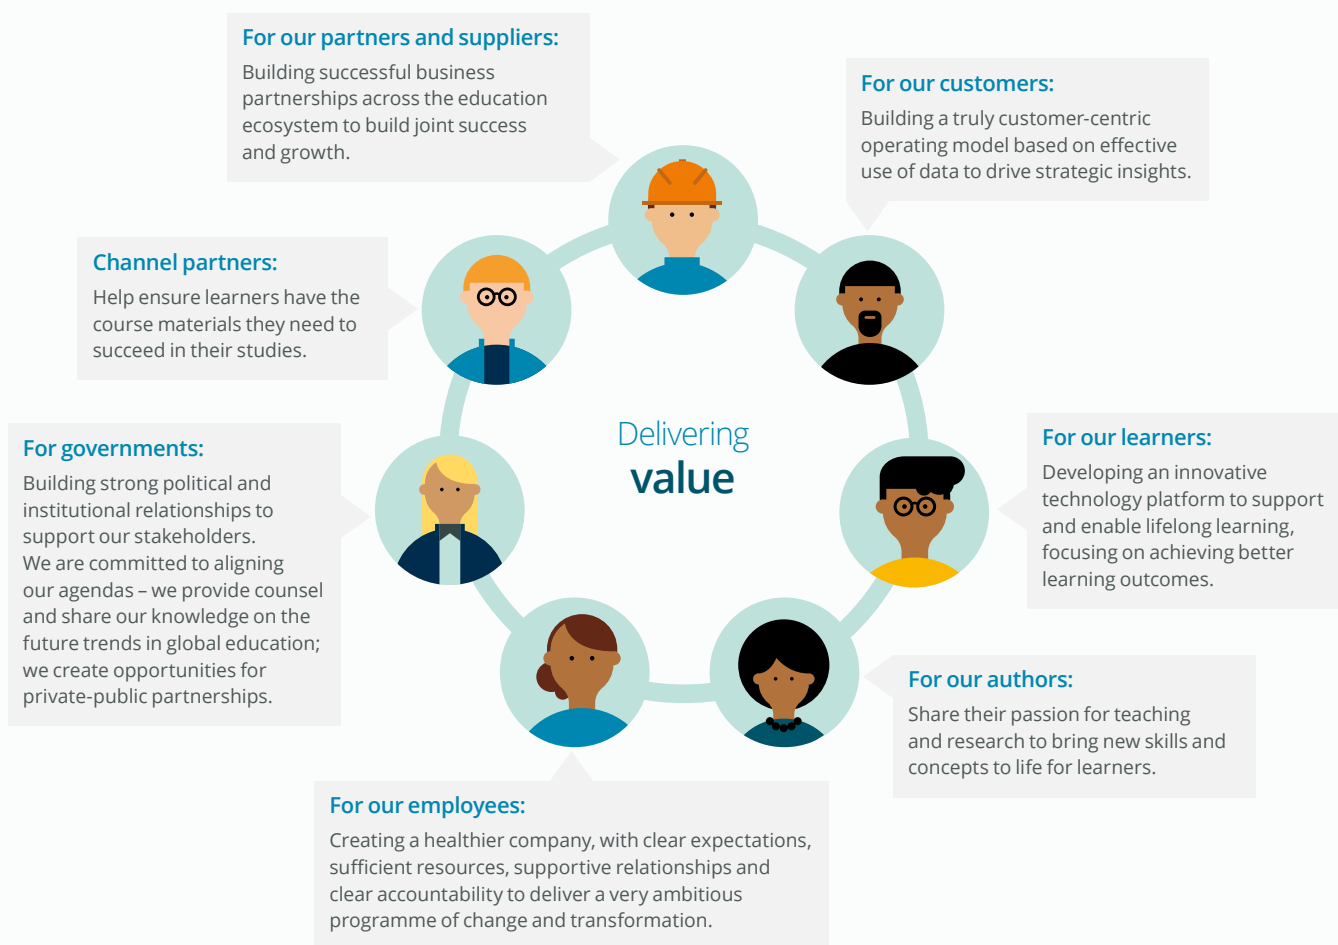 For our partners and suppliers:
Building successful business
partnerships across the education
ecosystem to build joint success
and growth.
For our customers:
Building a truly customer-centric
operating model based on effective
use of data to drive strategic insights.
Channel partners:
Help ensure learners have the
course materials they need to
succeed in their studies.
Delivering
value
For governments:
Building strong political and
institutional relationships to
support our stakeholders.
We are committed to aligning
our agendas – we provide counsel
and share our knowledge on the
future trends in global education;
we create opportunities for
private-public partnerships.
For our learners:
Developing an innovative
technology platform to support
and enable lifelong learning,
focusing on achieving better
learning outcomes.
For our authors:
Share their passion for teaching
and research to bring new skills and
concepts to life for learners.
For our employees:
Creating a healthier company, with clear expectations,
sufficient resources, supportive relationships and
clear accountability to deliver a very ambitious
programme of change and transformation.